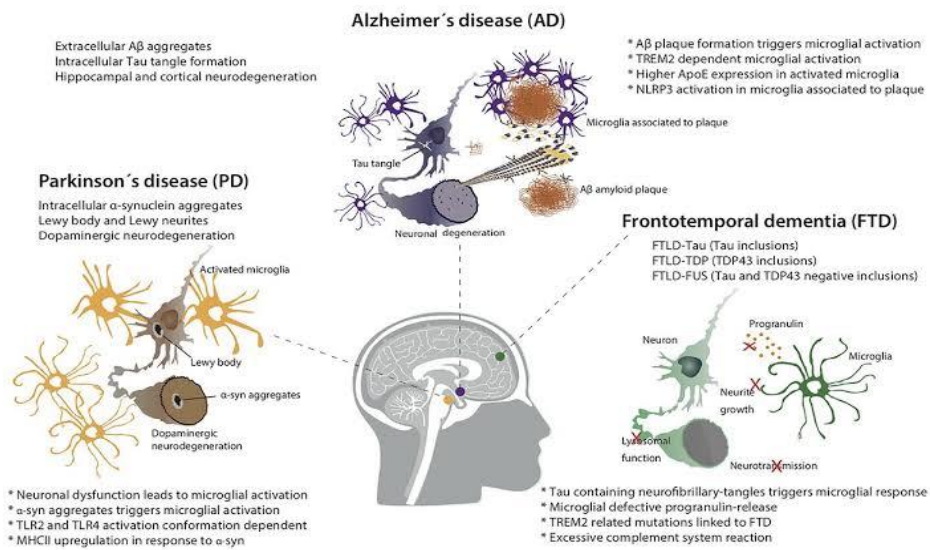 Alzheimer´s disease (AD)
Extracellular Aβ aggregates
Intracellular Tau tangle formation
Hippocampal and cortical neurodegeneration
* Aβ plaque formation triggers microglial activation
* TREM2 dependent microglial activation
* Higher ApoE expression in activated microglia
* NLRP3 activation in microglia associated to plaque
Microglia associated to plaque
Tau tangle
Aβ amyloid plaque
Neuronal degeneration
Parkinson´s disease (PD)
Intracellular α-synuclein aggregates
Lewy body and Lewy neurites
Dopaminergic neurodegeneration
Activated microglia
Lewy body
α-syn aggregates
Dopaminergic
neurodegeneration
* Neuronal dysfunction leads to microglial activation
* α-syn aggregates triggers microglial activation
* TLR2 and TLR4 activation conformation dependent
* MHCII upregulation in response to α-syn
Frontotemporal dementia (FTD)
FTLD-Tau (Tau inclusions)
FTLD-TDP (TDP43 inclusions)
FTLD-FUS (Tau and TDP43 negative inclusions)
Progranulin
Neuron
Microglia
Neurite
growth
Lysosomal
function
Neurotransmission
* Tau containing neurofibrillary-tangles triggers microglial response
* Microglial defective progranulin-release
* TREM2 related mutations linked to FTD
* Excessive complement system reaction